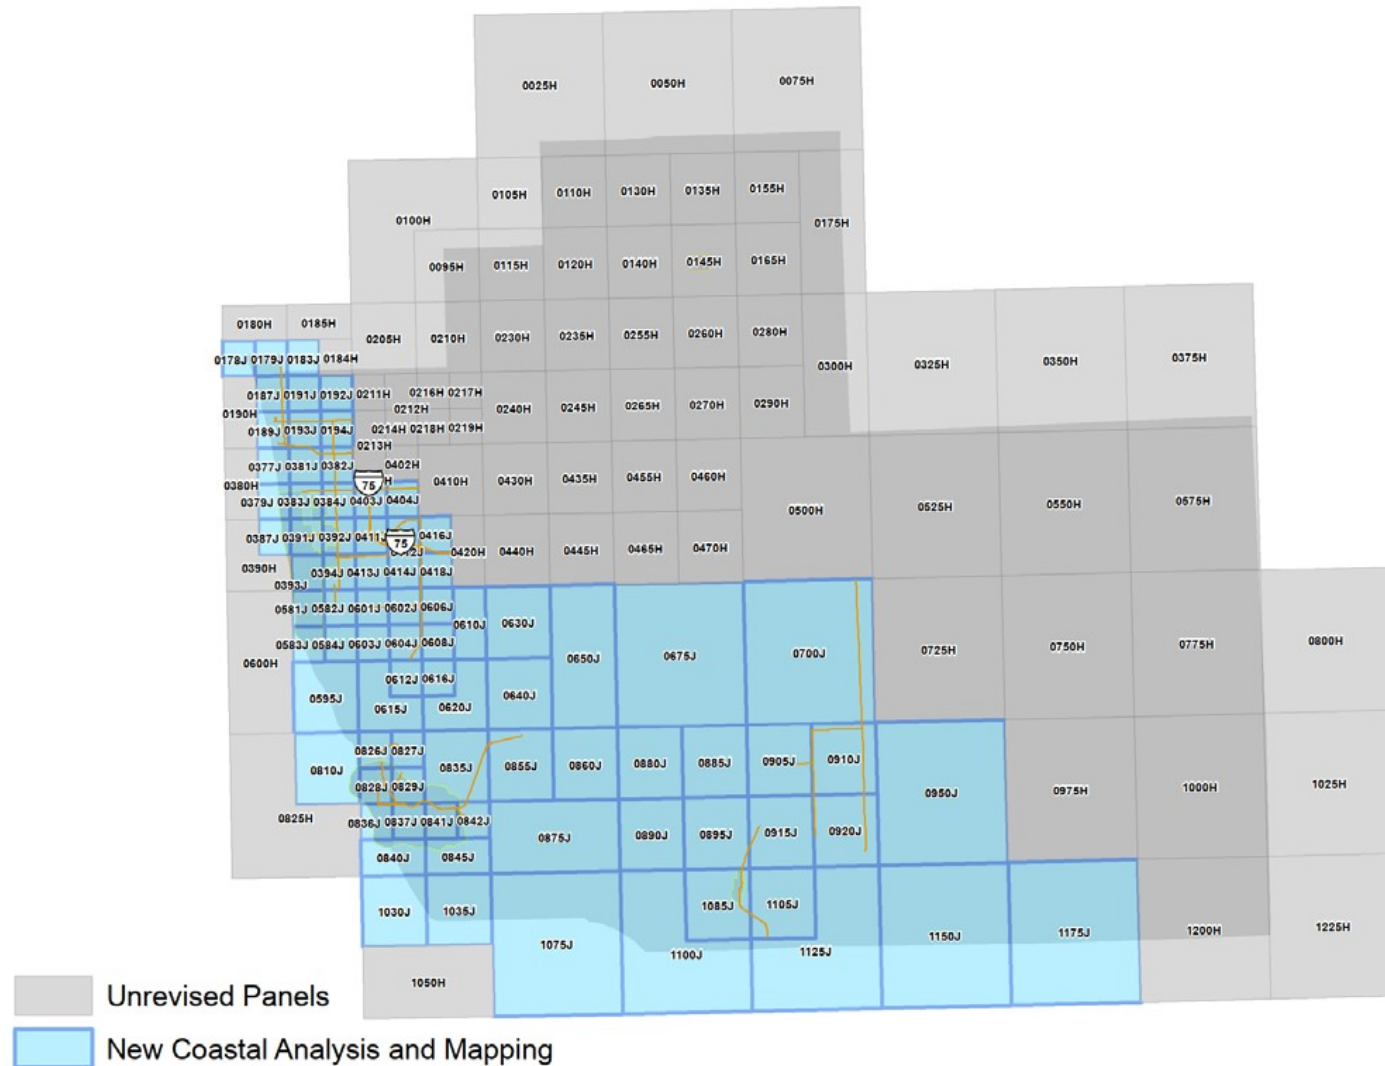 0025H 0050H 0075H
0105H 0110H 0130H 0135H 0155H
0100H 0175H
0095H 0115H 0120H 0140H 0145H 0165H
0180H 0185H 0205H 0210H 0230H 0235H 0255H 0260H 0280H
0178J 0179J 0183J 0184H 0300H 0325H 0350H 0375H
0187J 0191J 0192J 0211H 0216H 0217H
0190H 0212H 0240H 0245H 0265H 0270H 0290H
0189J 0193J 0194J 0214H 0218H 0219H
0213H
0377J 0381J 0382J 0402H
0380H 75 H 0410H 0430H 0435H 0455H 0460H
0379J 0383J 0384J 0403J 0404J 0500H 0525H 0550H 0575H
0387J 0391J 0392J 0411J 75 0416J
0412J 0420H 0440H 0445H 0465H 0470H
0390H 0394J 0413J 0414J 0418J
0393J
0581J 0582J 0601J 0602J 0606J
0610J 0630J
0583J 0584J 0603J 0604J 0608J
0600H 0650J 0675J 0700J 0725H 0750H 0775H 0800H
0612J 0616J
0595J 0615J 0620J 0640J
0826J 0827J
0810J 0835J 0855J 0860J 0880J 0885J 0905J 0910J
0828J 0829J 0950J 0975H 1000H 1025H
0825H 0836J 0837J 0841J 0842J
0875J 0890J 0895J 0915J 0920J
0840J 0845J
1030J 1035J 1085J 1105J
1075J 1100J 1125J 1150J 1175J 1200H 1225H
1050H
Unrevised Panels
New Coastal Analysis and Mapping